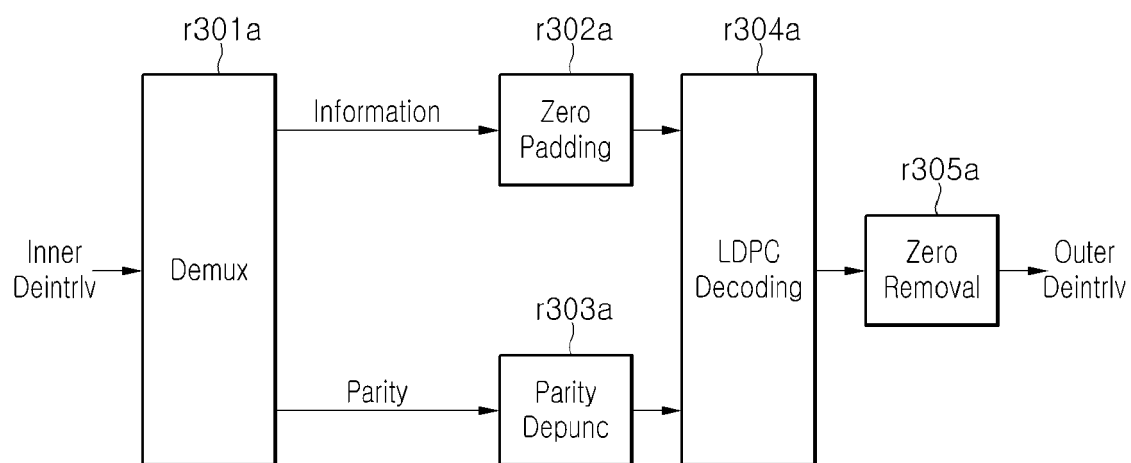 r301a
r302a
r304a
Information
Zero
Padding
r305a
Inner
Deintrlv
Demux
LDPC
Decoding
Zero
Removal
Outer
Deintrlv
r303a
Parity
Parity
Depunc